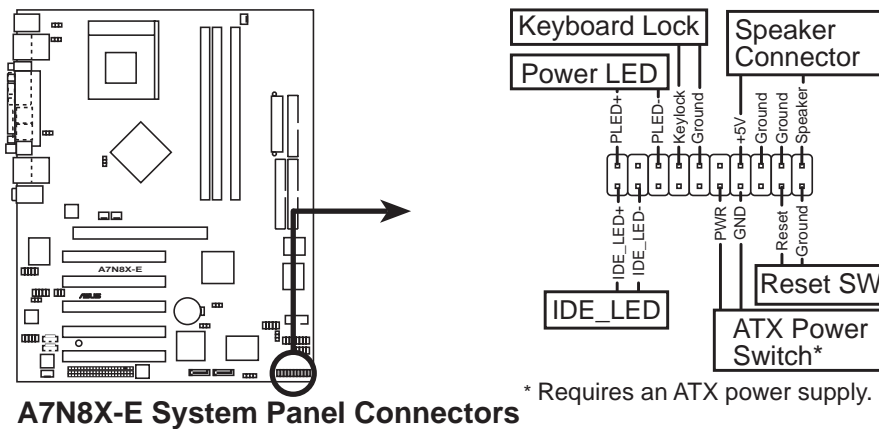 A7N8X-E
ASUS
A7N8X-E System Panel Connectors
Keyboard Lock
Speaker
Connector
Power LED
PLED+
PLED-
Keylock
Ground
+5V
Ground
Ground
Speaker
IDE_LED+
IDE_LED-
PWR
GND
Reset
Ground
IDE_LED
Reset SW
ATX Power
Switch*
* Requires an ATX power supply.